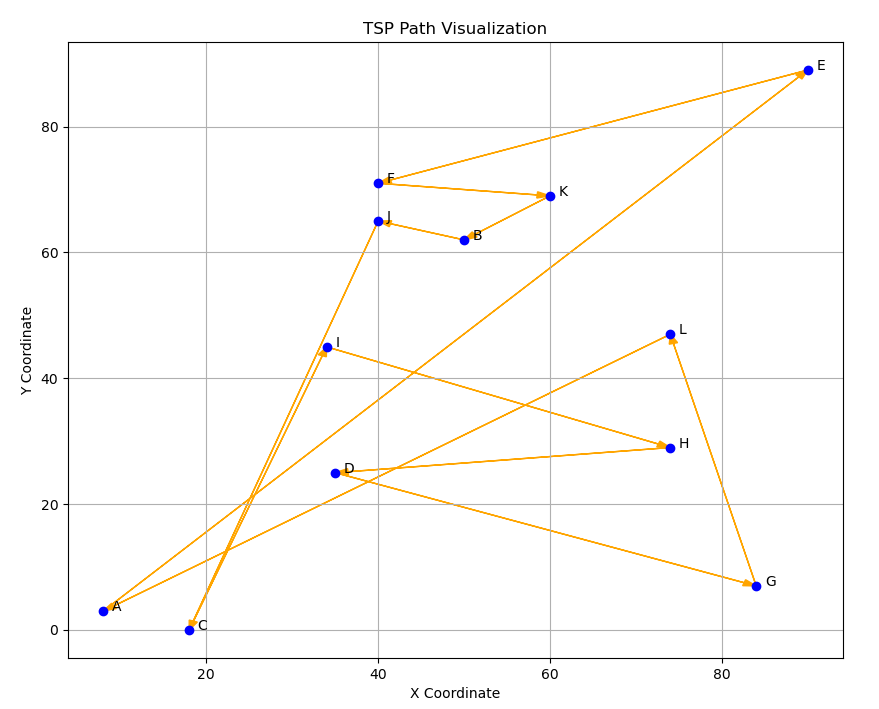 TSP Path Visualization
E
80
F
K
J
B
60
L
I
40
H
D
20
G
A
C
0
20 40 60 80
Y Coordinate
X Coordinate